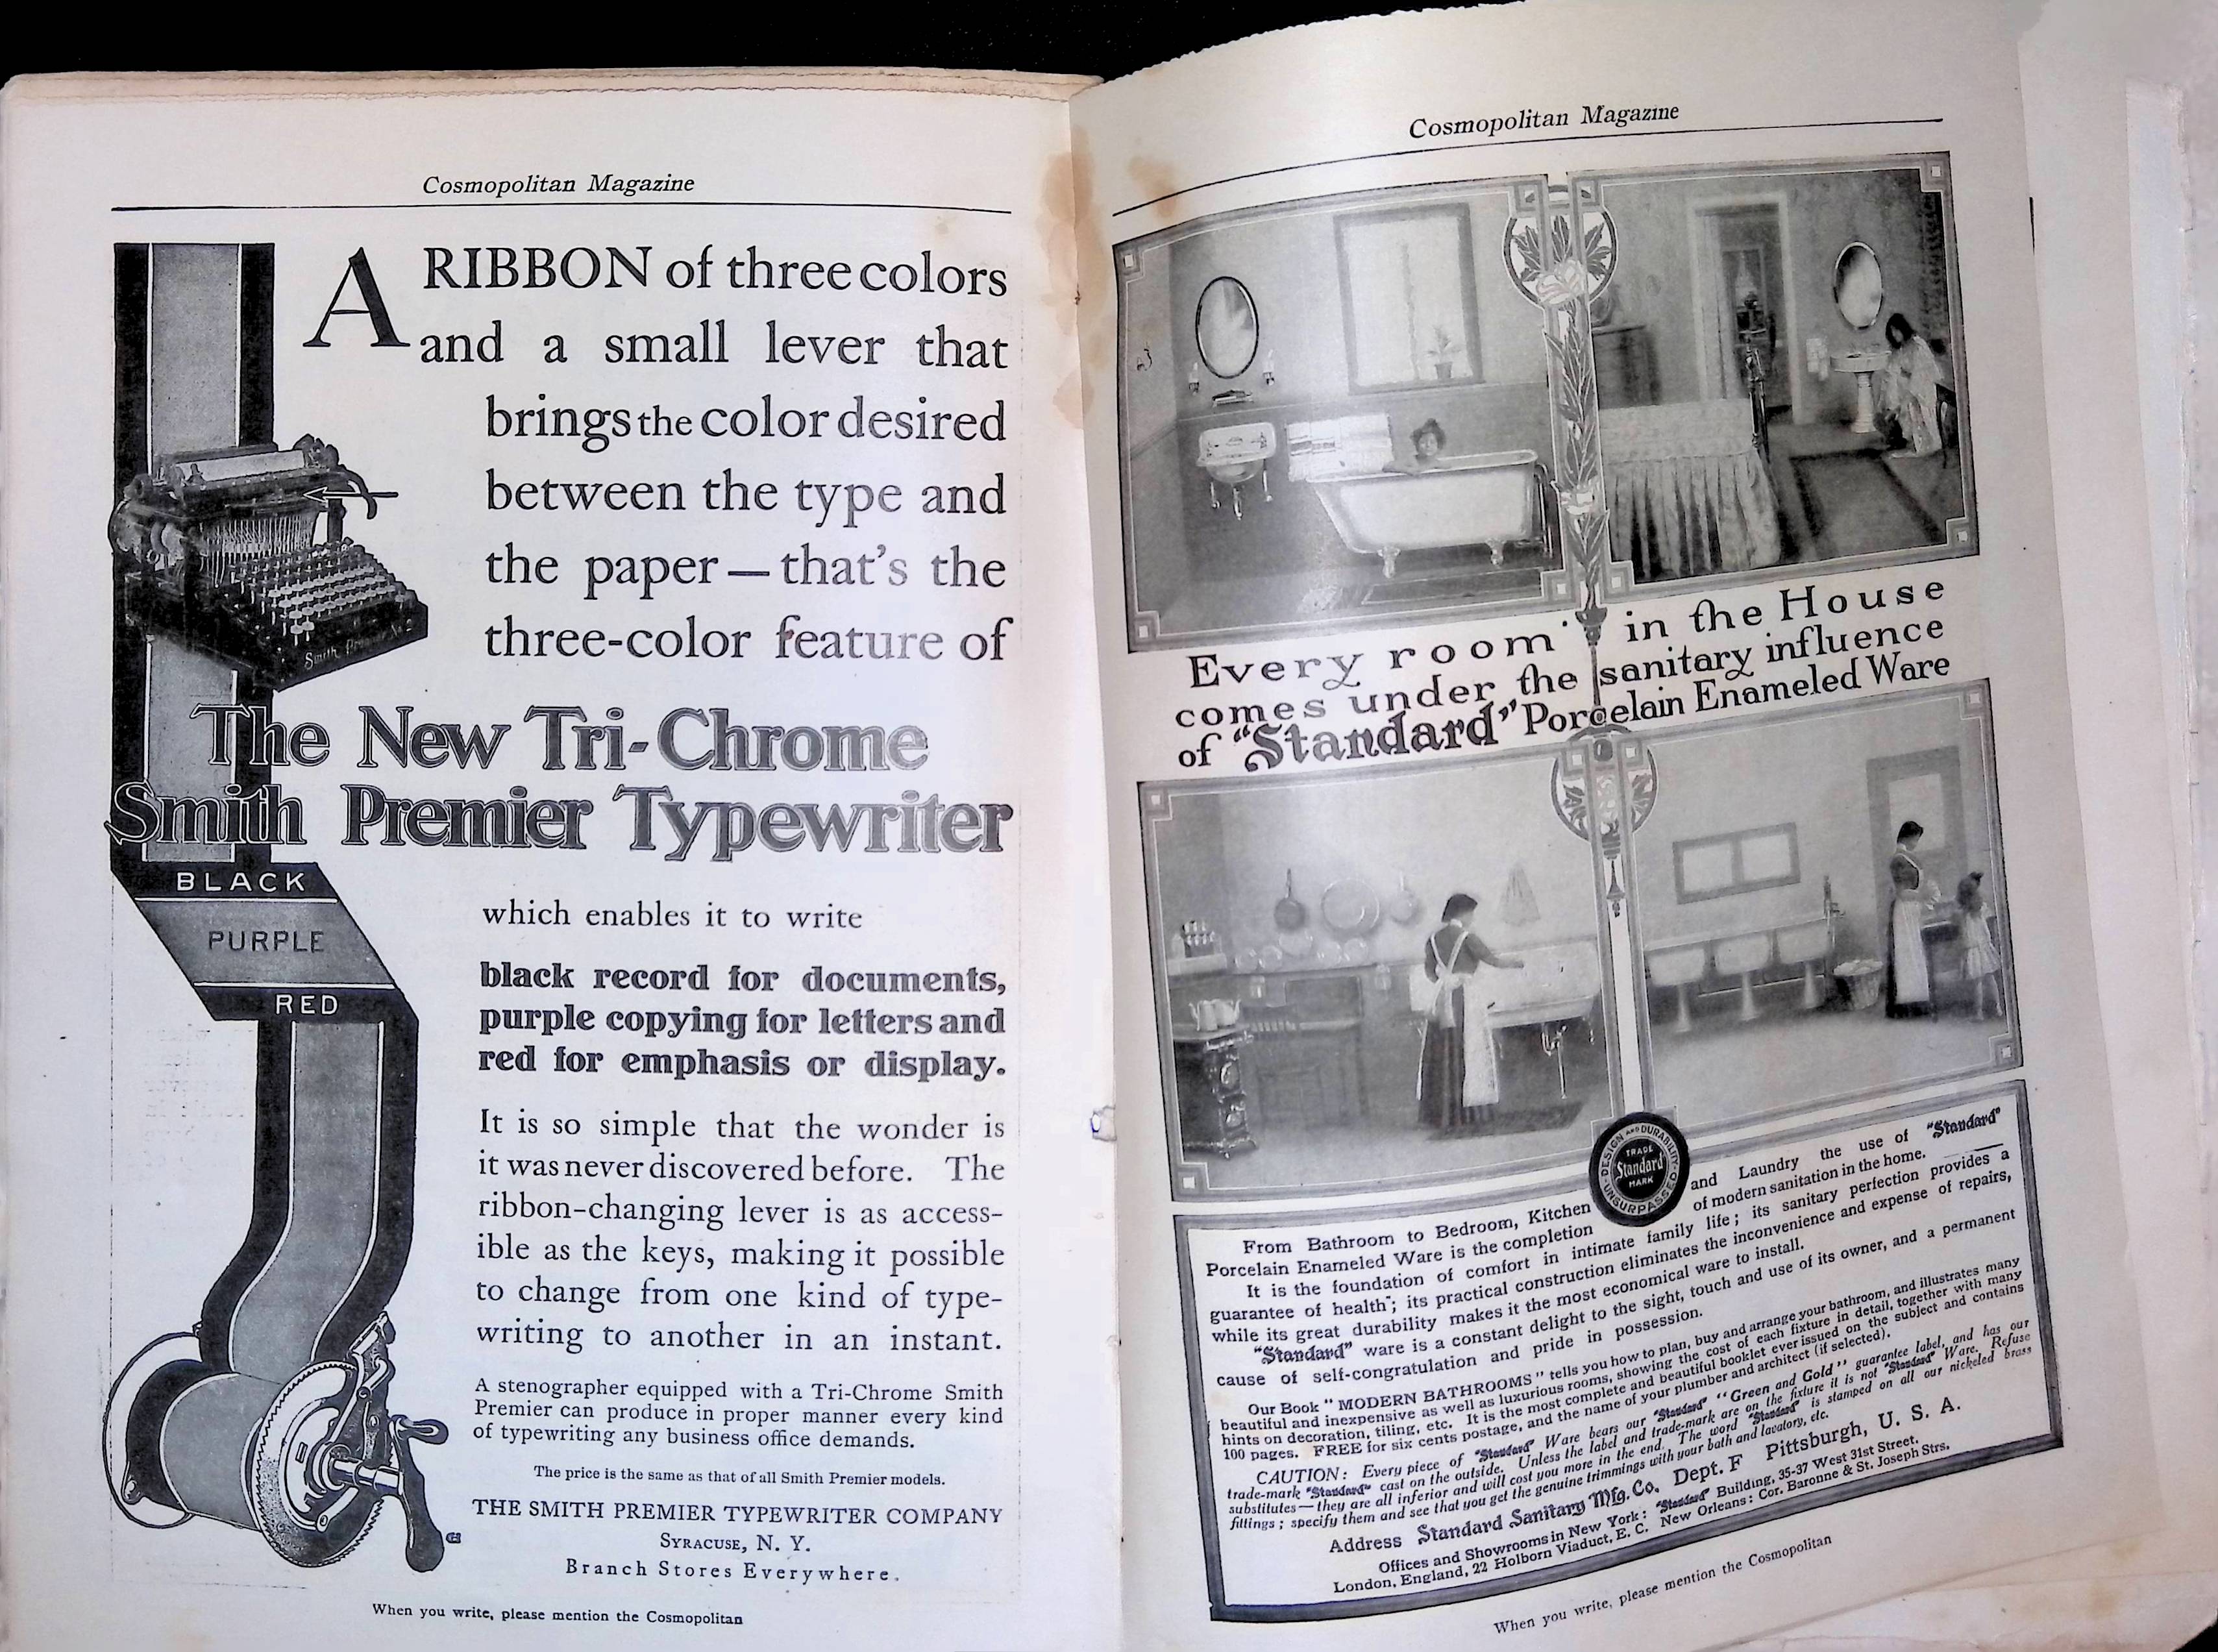 Cosmopolitan Magazine
A RIBBON of three colors
and a small lever that
brings the color desired
between the type and
the paper — that's the
three-color feature of
Smith Premier No 2
The New Tri-Chrome
Smith Premier Typewriter
BLACK
PURPLE
RED
which enables it to write
black record for documents,
purple copying for letters and
red for emphasis or display.
It is so simple that the wonder is
it was never discovered before. The
ribbon-changing lever is as access-
ible as the keys, making it possible
to change from one kind of type-
writing to another in an instant.
A stenographer equipped with a Tri-Chrome Smith
Premier can produce in proper manner every kind
of typewriting any business office demands.
The price is the same as that of all Smith Premier models.
THE SMITH PREMIER TYPEWRITER COMPANY
SYRACUSE, N. Y.
Branch Stores Everywhere.
When you write, please mention the Cosmopolitan
Cosmopolitan Magazine
Every room in the House
comes under the sanitary influence
of "Standard" Porcelain Enameled Ware
DESIGN AND DURABILITY UNSURPASSED
TRADE
Standard
MARK
From Bathroom to Bedroom, Kitchen and Laundry the use of "Standard"
Porcelain Enameled Ware is the completion of modern sanitation in the home.
It is the foundation of comfort in intimate family life; its sanitary perfection provides a
guarantee of health; its practical construction eliminates the inconvenience and expense of repairs,
while its great durability makes it the most economical ware to install.
"Standard" ware is a constant delight to the sight, touch and use of its owner, and a permanent
cause of self-congratulation and pride in possession.
Our Book "MODERN BATHROOMS" tells you how to plan, buy and arrange your bathroom, and illustrates many
beautiful and inexpensive as well as luxurious rooms, showing the cost of each fixture in detail, together with many
hints on decoration, tiling, etc. It is the most complete and beautiful booklet ever issued on the subject and contains
100 pages. FREE for six cents postage, and the name of your plumber and architect (if selected).
CAUTION: Every piece of "Standard" Ware bears our "Standard" "Green and Gold" guarantee label, and has our
trade-mark "Standard" cast on the outside. Unless the label and trade-mark are on the fixture it is not "Standard" Ware. Refuse
substitutes—they are all inferior and will cost you more in the end. The word "Standard" is stamped on all our nickeled brass
fittings; specify them and see that you get the genuine trimmings with your bath and lavatory, etc.
Address Standard Sanitary Mfg. Co. Dept. F Pittsburgh, U. S. A.
Offices and Showrooms in New York: "Standard" Building, 35-37 West 31st Street.
London, England, 22 Holborn Viaduct, E. C. New Orleans: Cor. Baronne & St. Joseph Strs.
When you write, please mention the Cosmopolitan